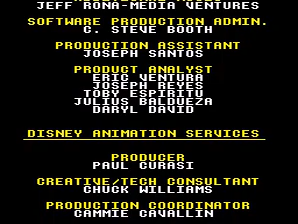 JEFF RONA-MEDIA VENTURES
SOFTWARE PRODUCTION ADMIN.
C. STEVE BOOTH
PRODUCTION ASSISTANT
JOSEPH SANTOS
PRODUCT ANALYST
ERIC VENTURA
JOSEPH REYES
TOBY ESPIRITU
JULIUS BALDUEZA
DARYL DAVID
DISNEY ANIMATION SERVICES
PRODUCER
PAUL CURASI
CREATIVE/TECH CONSULTANT
CHUCK WILLIAMS
PRODUCTION COORDINATOR
CAMMIE CAVALLIN